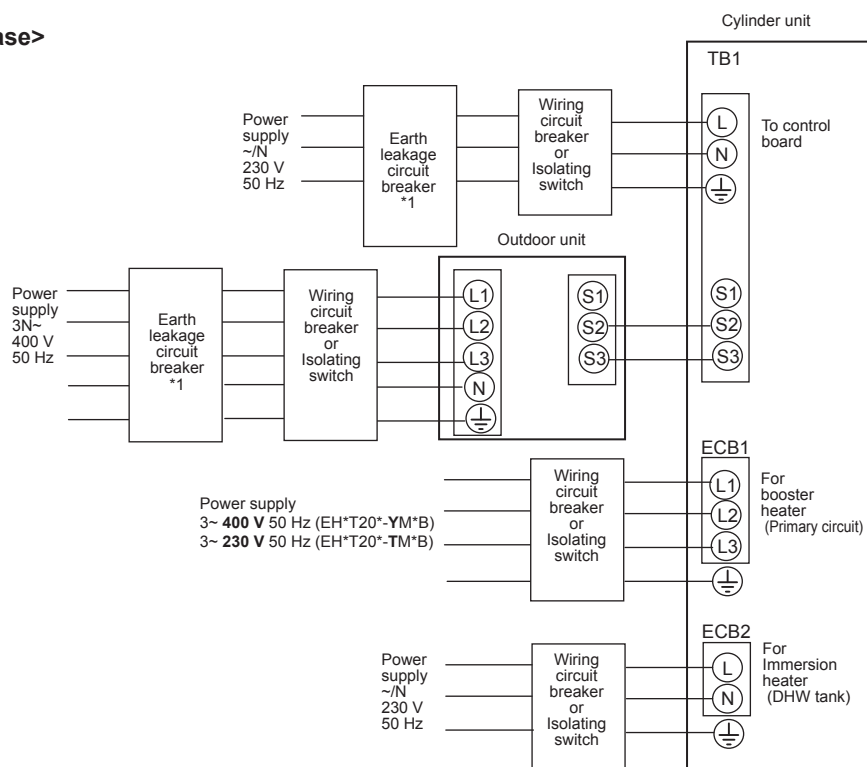 ase>
Cylinder unit
TB1
Power
supply
~/N
230 V
50 Hz
Earth
leakage
circuit
breaker
*1
Wiring
circuit
breaker
or
Isolating
switch
L
N
To control
board
Outdoor unit
Power
supply
3N~
400 V
50 Hz
Earth
leakage
circuit
breaker
*1
Wiring
circuit
breaker
or
Isolating
switch
L1
L2
L3
N
S1
S2
S3
S1
S2
S3
ECB1
Power supply
3~ 400 V 50 Hz (EH*T20*-YM*B)
3~ 230 V 50 Hz (EH*T20*-TM*B)
Wiring
circuit
breaker
or
Isolating
switch
L1
L2
L3
For
booster
heater
(Primary circuit)
ECB2
Power
supply
~/N
230 V
50 Hz
Wiring
circuit
breaker
or
Isolating
switch
L
N
For
Immersion
heater
(DHW tank)